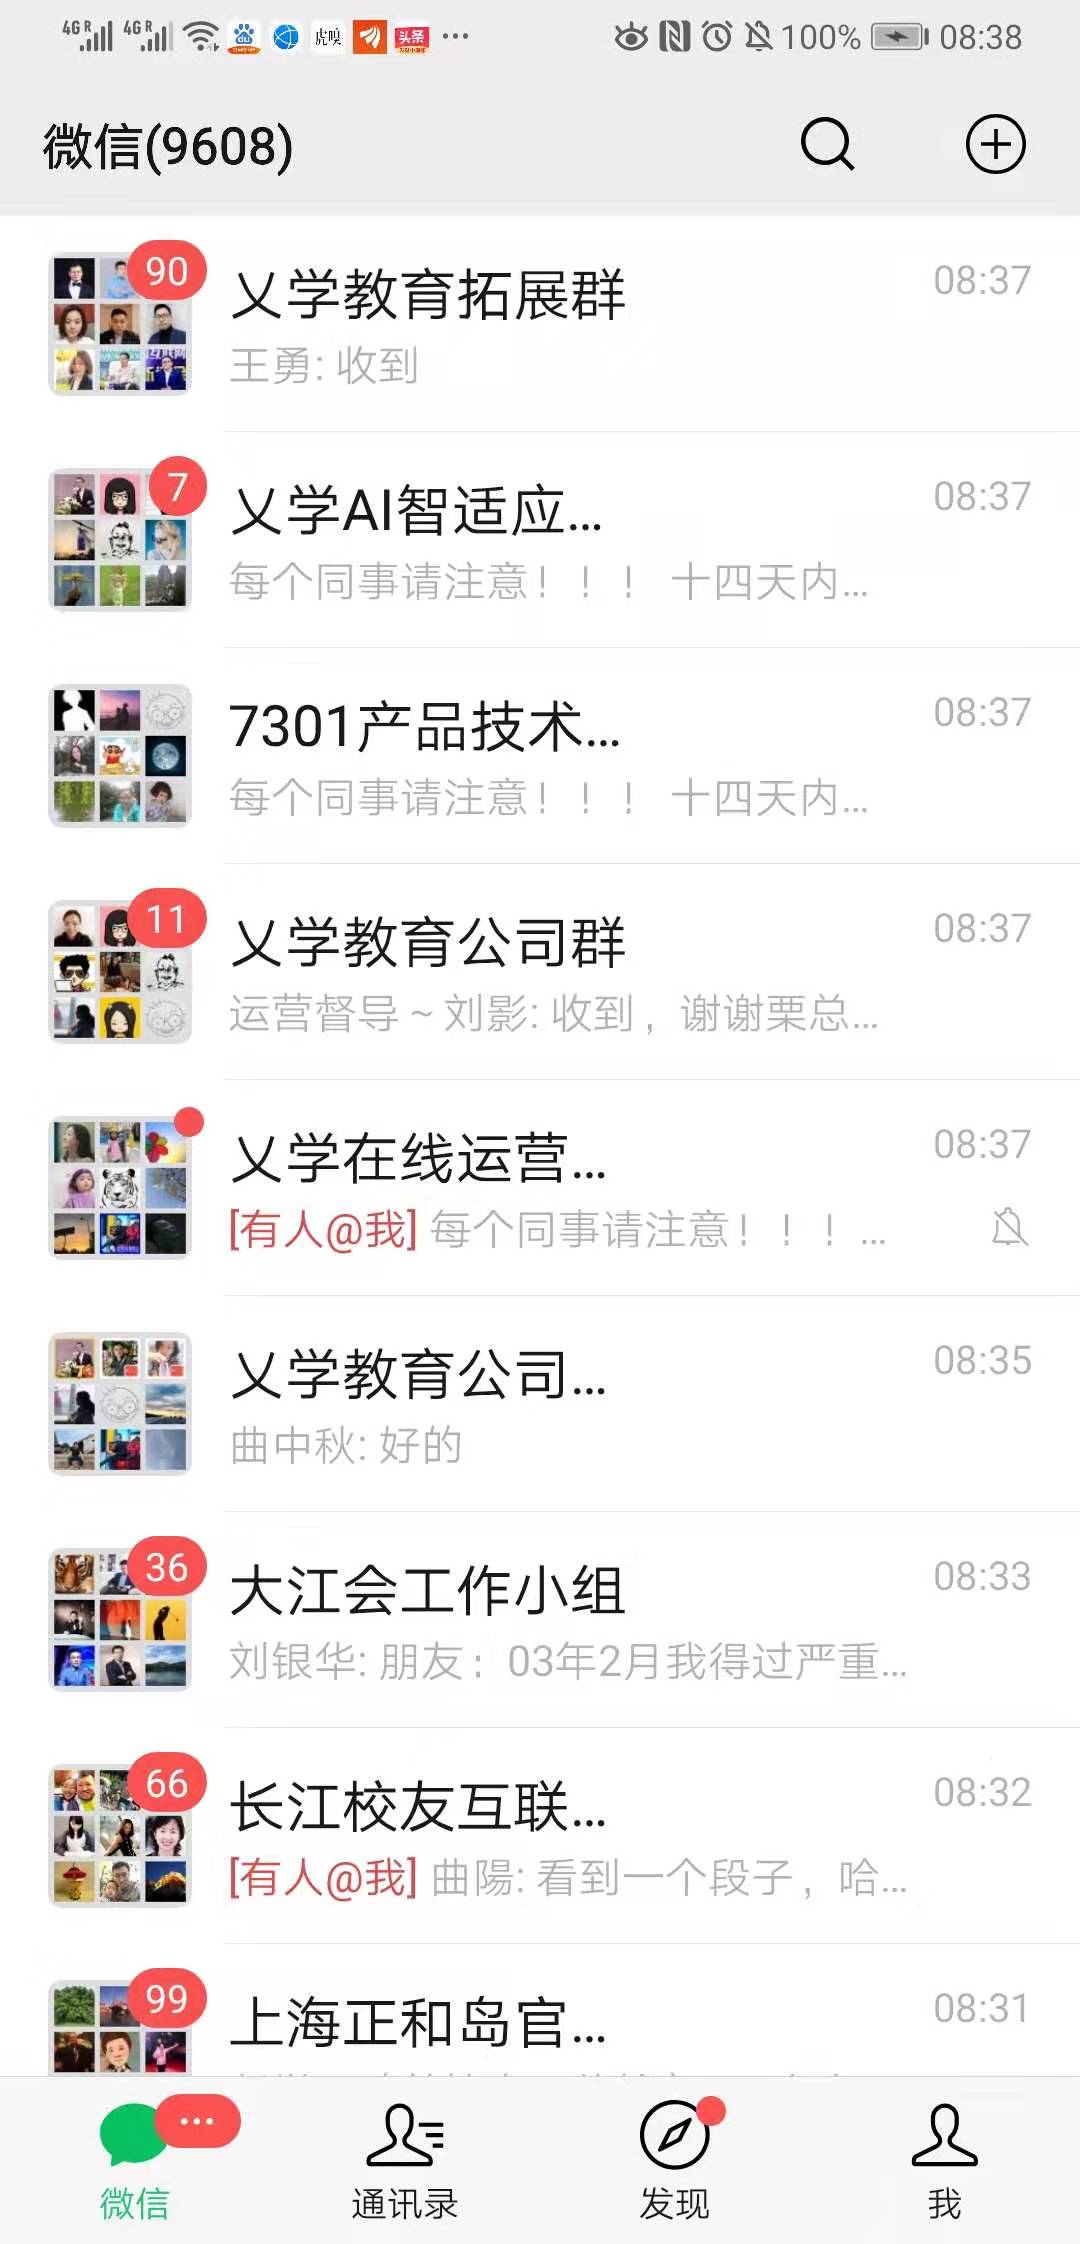 4G R 4G R 虎嗅 头条 100% 08:38
微信(9608)
90
乂学教育拓展群 08:37
王勇: 收到
7
乂学AI智适应... 08:37
每个同事请注意！！！ 十四天内...
7301产品技术... 08:37
每个同事请注意！！！ 十四天内...
11
乂学教育公司群 08:37
运营督导 ~ 刘影: 收到，谢谢栗总...
乂学在线运营... 08:37
[有人@我] 每个同事请注意！！！...
乂学教育公司... 08:35
曲中秋: 好的
36
大江会工作小组 08:33
刘银华: 朋友：03年2月我得过严重...
66
长江校友互联... 08:32
[有人@我] 曲陽: 看到一个段子，哈...
99
上海正和岛官... 08:31
...
微信 通讯录 发现 我